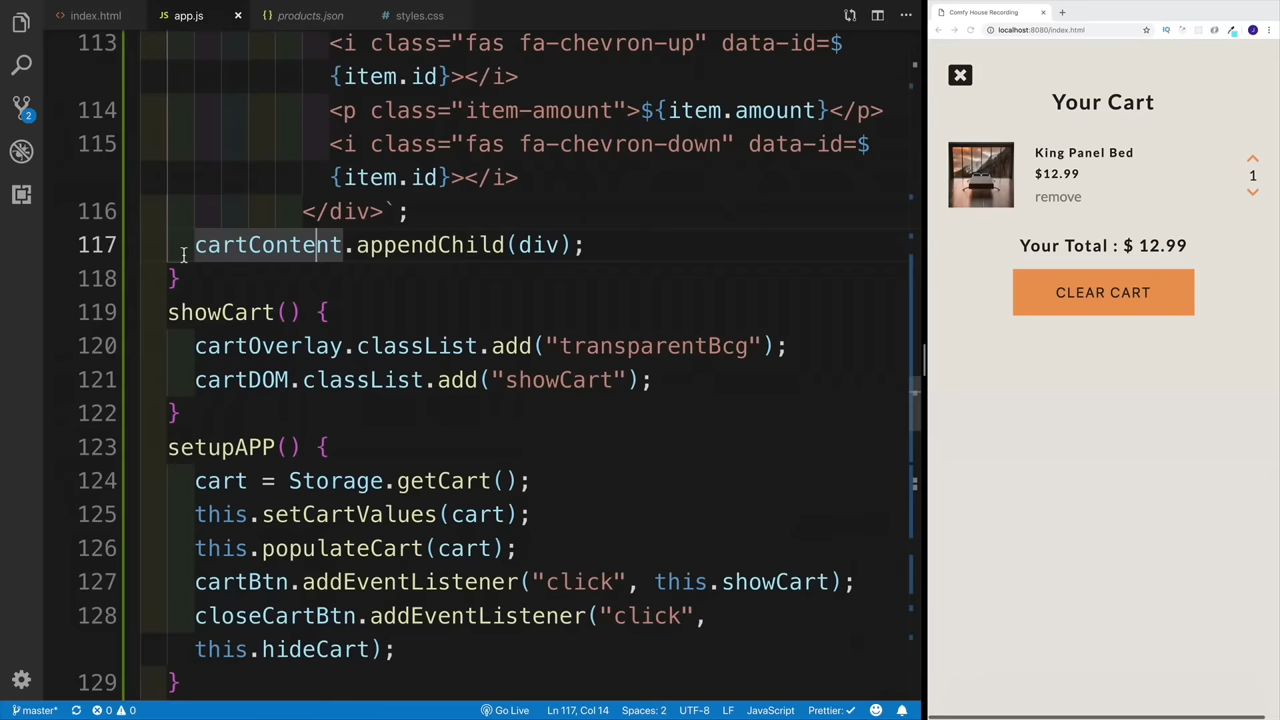 index.html
app.js
products.json
styles.css
113 <i class="fas fa-chevron-up" data-id=$
{item.id}></i>
114 <p class="item-amount">${item.amount}</p>
115 <i class="fas fa-chevron-down" data-id=$
{item.id}></i>
116 </div>`;
117 cartContent.appendChild(div);
118 }
119 showCart() {
120 cartOverlay.classList.add("transparentBcg");
121 cartDOM.classList.add("showCart");
122 }
123 setupAPP() {
124 cart = Storage.getCart();
125 this.setCartValues(cart);
126 this.populateCart(cart);
127 cartBtn.addEventListener("click", this.showCart);
128 closeCartBtn.addEventListener("click",
this.hideCart);
129 }
2
master* 0 0 Go Live Ln 117, Col 14 Spaces: 2 UTF-8 LF JavaScript Prettier: ✓
Comfy House Recording
localhost:8080/index.html
Your Cart
King Panel Bed
$12.99
remove
1
Your Total : $ 12.99
CLEAR CART